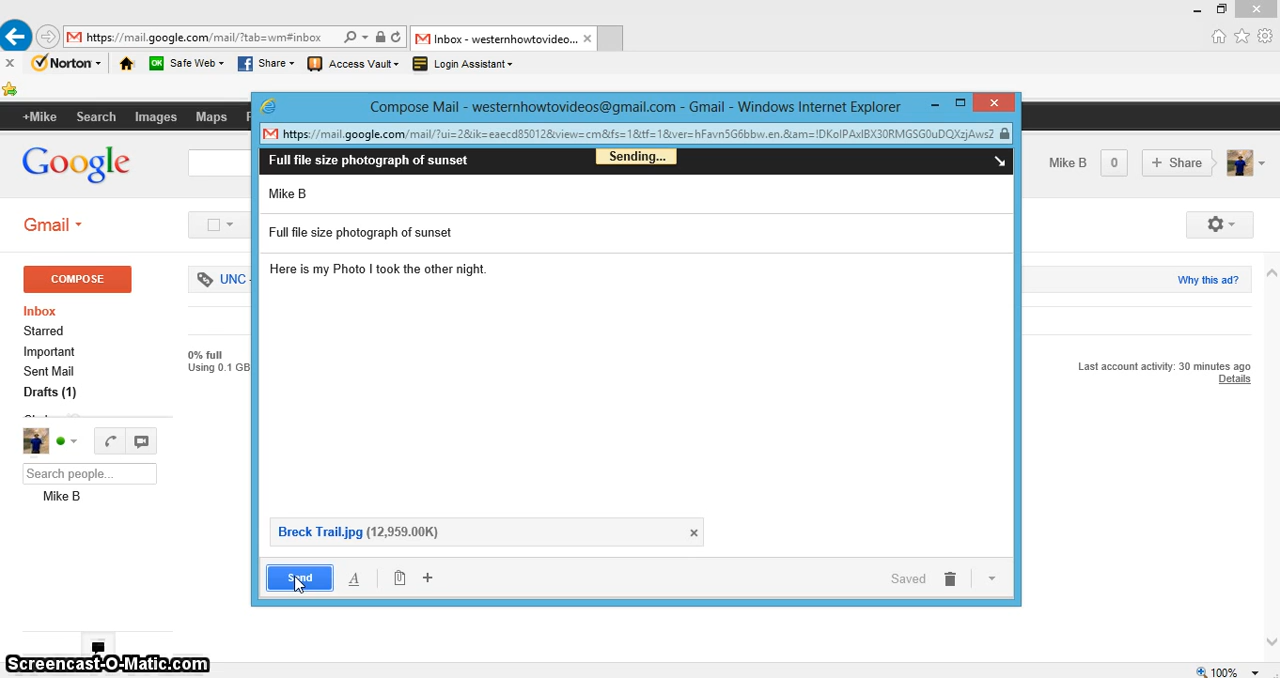 https://mail.google.com/mail/?tab=wm#inbox
Inbox - westernhowtovideo...
Norton
OK Safe Web
Share
Access Vault
Login Assistant
+Mike Search Images Maps
Compose Mail - westernhowtovideos@gmail.com - Gmail - Windows Internet Explorer
https://mail.google.com/mail/?ui=2&ik=eaecd85012&view=cm&fs=1&tf=1&ver=hFavn5G6bbw.en.&am=!DKolPAxIBX30RMGSG0uDQXzjAws2
Full file size photograph of sunset
Sending...
Mike B
Full file size photograph of sunset
Here is my Photo I took the other night.
Breck Trail.jpg (12,959.00K)
Send
A
Saved
Google
Mike B 0 + Share
Gmail
COMPOSE
UNC -
Why this ad?
Inbox
Starred
Important
Sent Mail
Drafts (1)
0% full
Using 0.1 GB
Last account activity: 30 minutes ago
Details
Search people...
Mike B
Screencast-O-Matic.com
100%